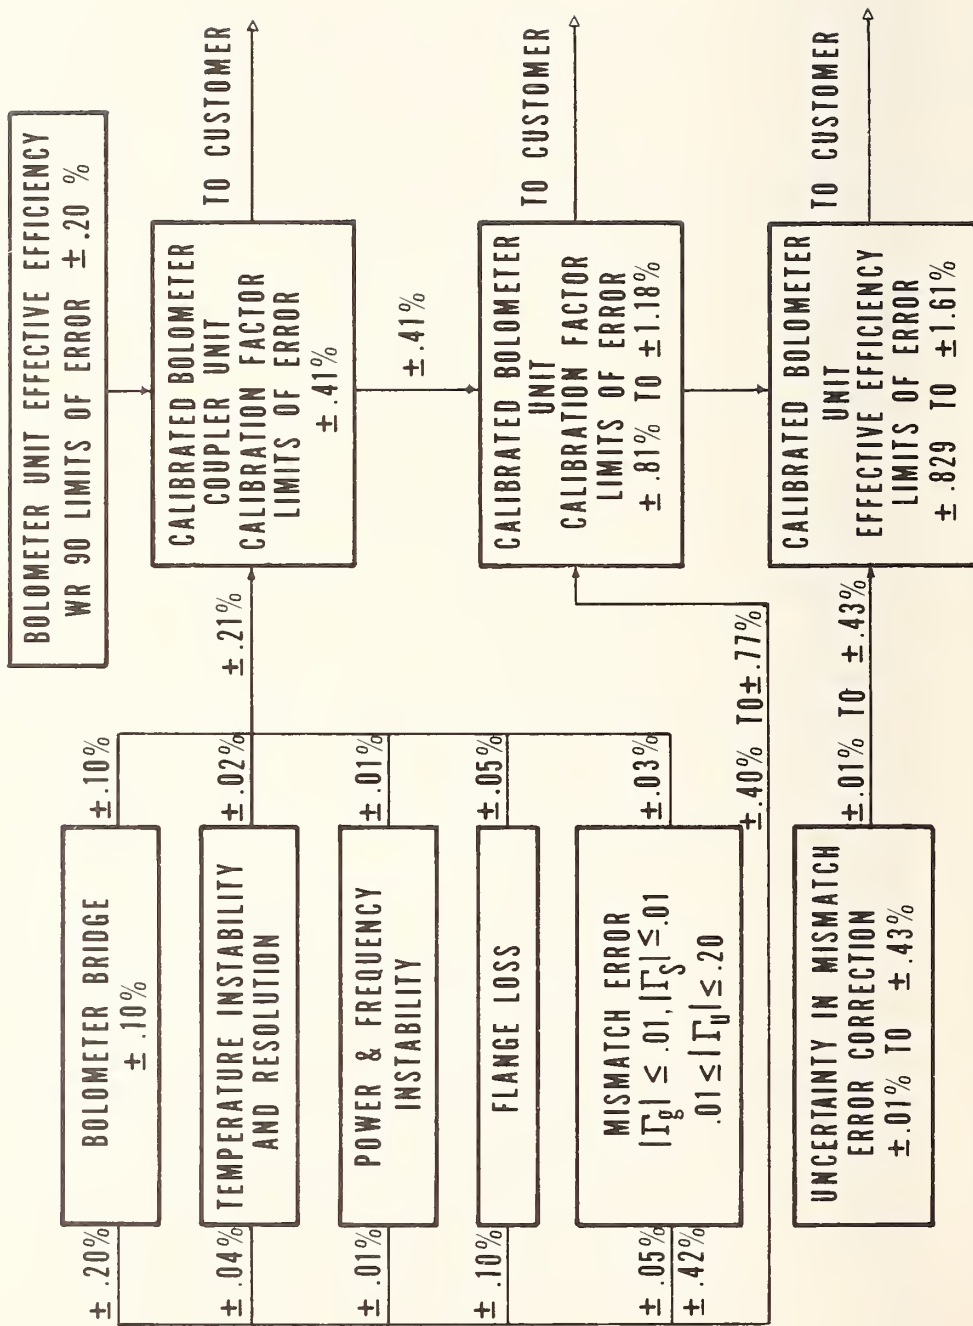 BOLOMETER UNIT EFFECTIVE EFFICIENCY
WR 90 LIMITS OF ERROR ± .20 %
CALIBRATED BOLOMETER
COUPLER UNIT
CALIBRATION FACTOR
LIMITS OF ERROR
± .41%
TO CUSTOMER
± .41%
CALIBRATED BOLOMETER
UNIT
CALIBRATION FACTOR
LIMITS OF ERROR
± .81% TO ±1.18%
TO CUSTOMER
CALIBRATED BOLOMETER
UNIT
EFFECTIVE EFFICIENCY
LIMITS OF ERROR
± .829 TO ±1.61%
TO CUSTOMER
± .20%
BOLOMETER BRIDGE
± .10%
± .10%
± .04%
TEMPERATURE INSTABILITY
AND RESOLUTION
± .02%
± .21%
± .01%
POWER & FREQUENCY
INSTABILITY
± .01%
± .10%
FLANGE LOSS
± .05%
± .05%
± .42%
MISMATCH ERROR
|Γg| ≤ .01, |ΓS| ≤ .01
.01 ≤ |Γu| ≤ .20
± .03%
± .40% TO ± .77%
UNCERTAINTY IN MISMATCH
ERROR CORRECTION
± .01% TO ± .43%
± .01% TO ± .43%